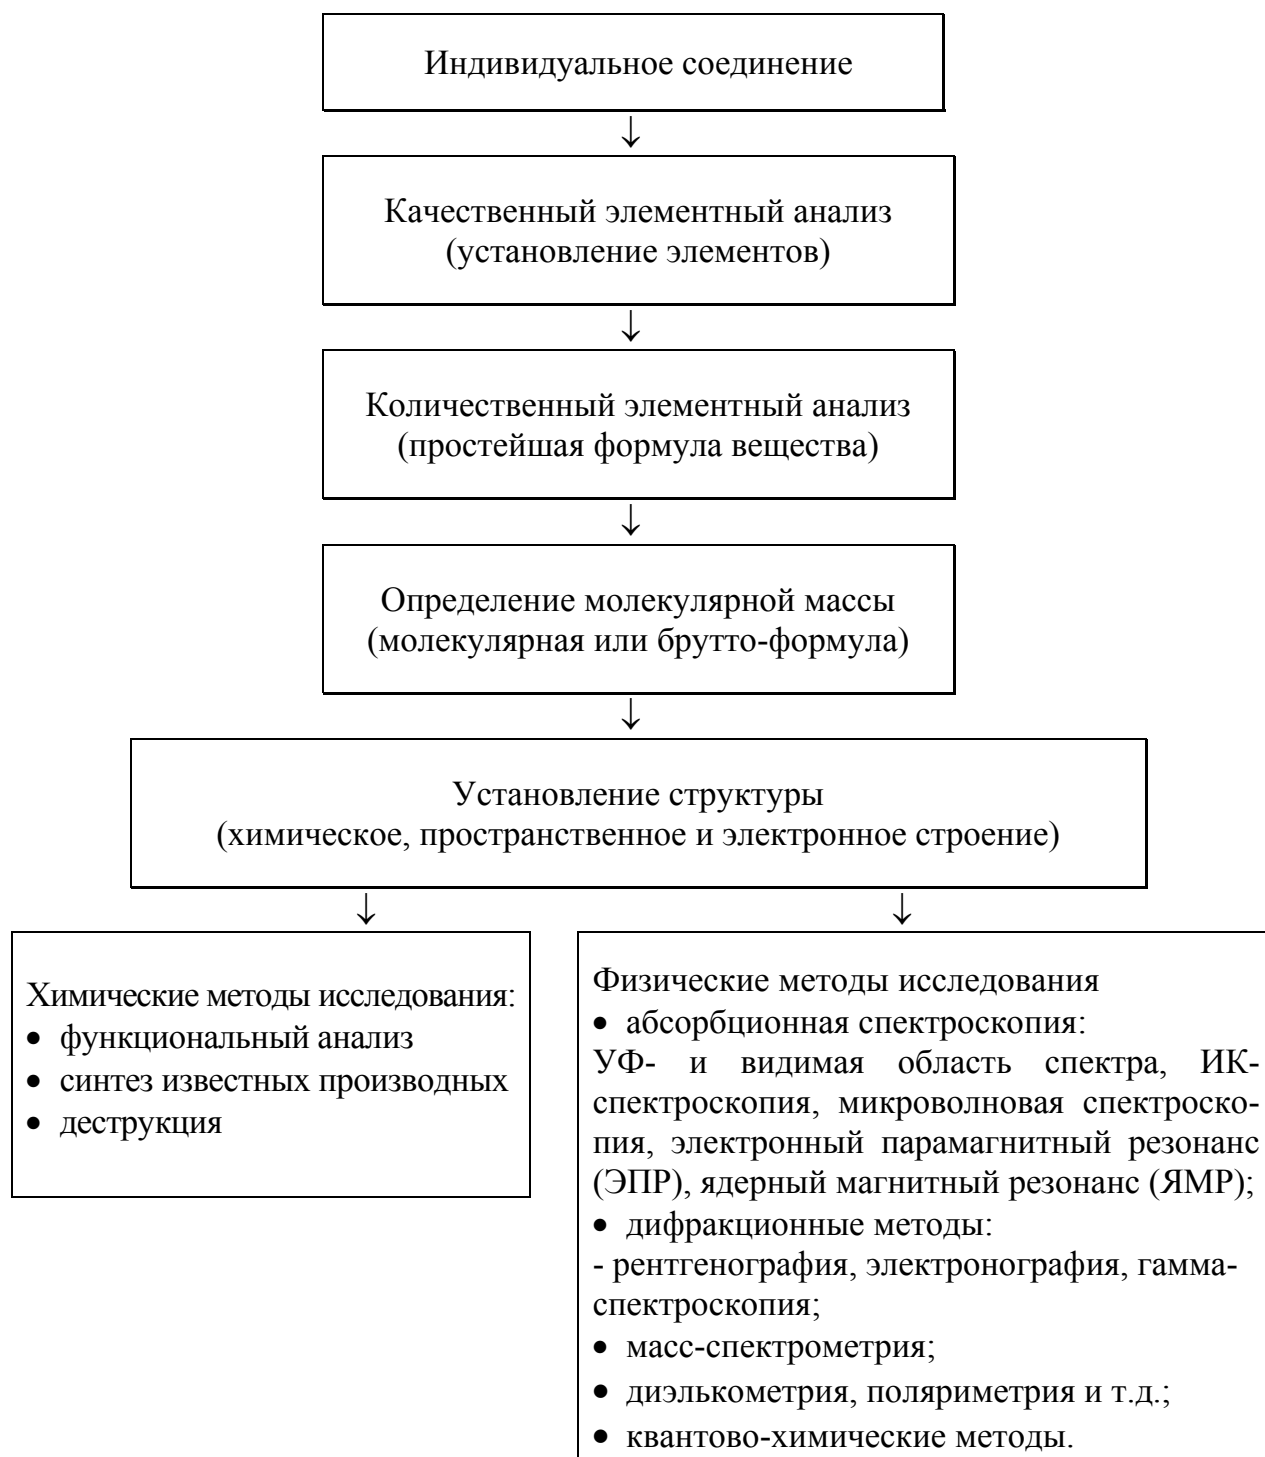 Индивидуальное соединение
↓
Качественный элементный анализ
(установление элементов)
↓
Количественный элементный анализ
(простейшая формула вещества)
↓
Определение молекулярной массы
(молекулярная или брутто-формула)
↓
Установление структуры
(химическое, пространственное и электронное строение)
↓ ↓
Химические методы исследования:
• функциональный анализ
• синтез известных производных
• деструкция
Физические методы исследования
• абсорбционная спектроскопия:
УФ- и видимая область спектра, ИК-
спектроскопия, микроволновая спектроско-
пия, электронный парамагнитный резонанс
(ЭПР), ядерный магнитный резонанс (ЯМР);
• дифракционные методы:
- рентгенография, электронография, гамма-
спектроскопия;
• масс-спектрометрия;
• диэлькометрия, поляриметрия и т.д.;
• квантово-химические методы.